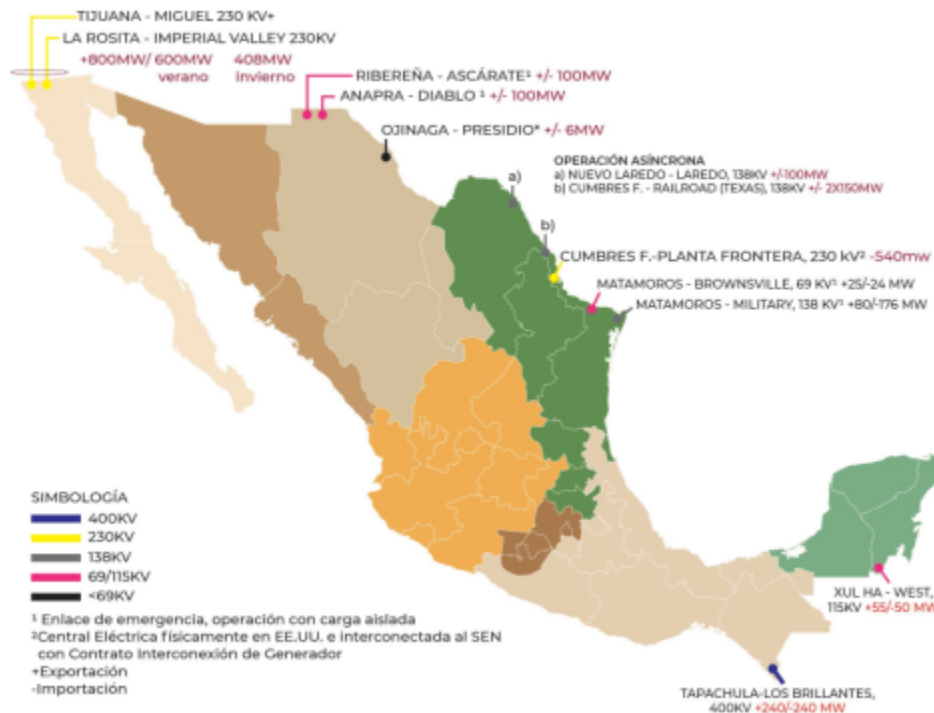 TIJUANA - MIGUEL 230 KV+
LA ROSITA - IMPERIAL VALLEY 230KV
+800MW/ 600MW 408MW
verano invierno
RIBEREÑA - ASCÁRATE¹ +/- 100MW
ANAPRA - DIABLO ¹ +/- 100MW
OJINAGA - PRESIDIO* +/- 6MW
OPERACIÓN ASÍNCRONA
a) NUEVO LAREDO - LAREDO, 138KV +/-100MW
b) CUMBRES F. - RAILROAD (TEXAS), 138KV +/- 2X150MW
a)
b)
CUMBRES F.-PLANTA FRONTERA, 230 kV² -540mw
MATAMOROS - BROWNSVILLE, 69 KV¹ +25/-24 MW
MATAMOROS - MILITARY, 138 KV¹ +80/-176 MW
SIMBOLOGÍA
400KV
230KV
138KV
69/115KV
<69KV
¹ Enlace de emergencia, operación con carga aislada
²Central Eléctrica físicamente en EE.UU. e interconectada al SEN
con Contrato Interconexión de Generador
+Exportación
-Importación
XUL HA - WEST,
115KV +55/-50 MW
TAPACHULA-LOS BRILLANTES,
400KV +240/-240 MW